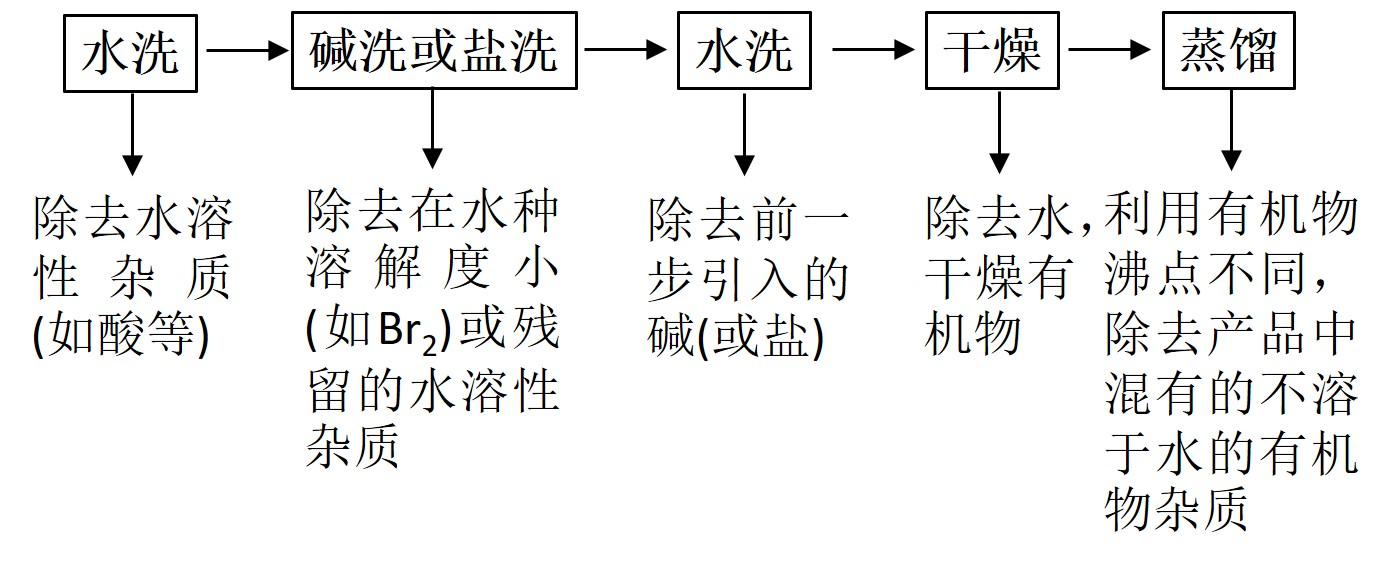 水洗
碱洗或盐洗
水洗
干燥
蒸馏
除去水溶
性杂质
(如酸等)
除去在水种
溶解度小
(如Br₂)或残
留的水溶性
杂质
除去前一
步引入的
碱(或盐)
除去水,
干燥有
机物
利用有机物
沸点不同，
除去产品中
混有的不溶
于水的有机
物杂质